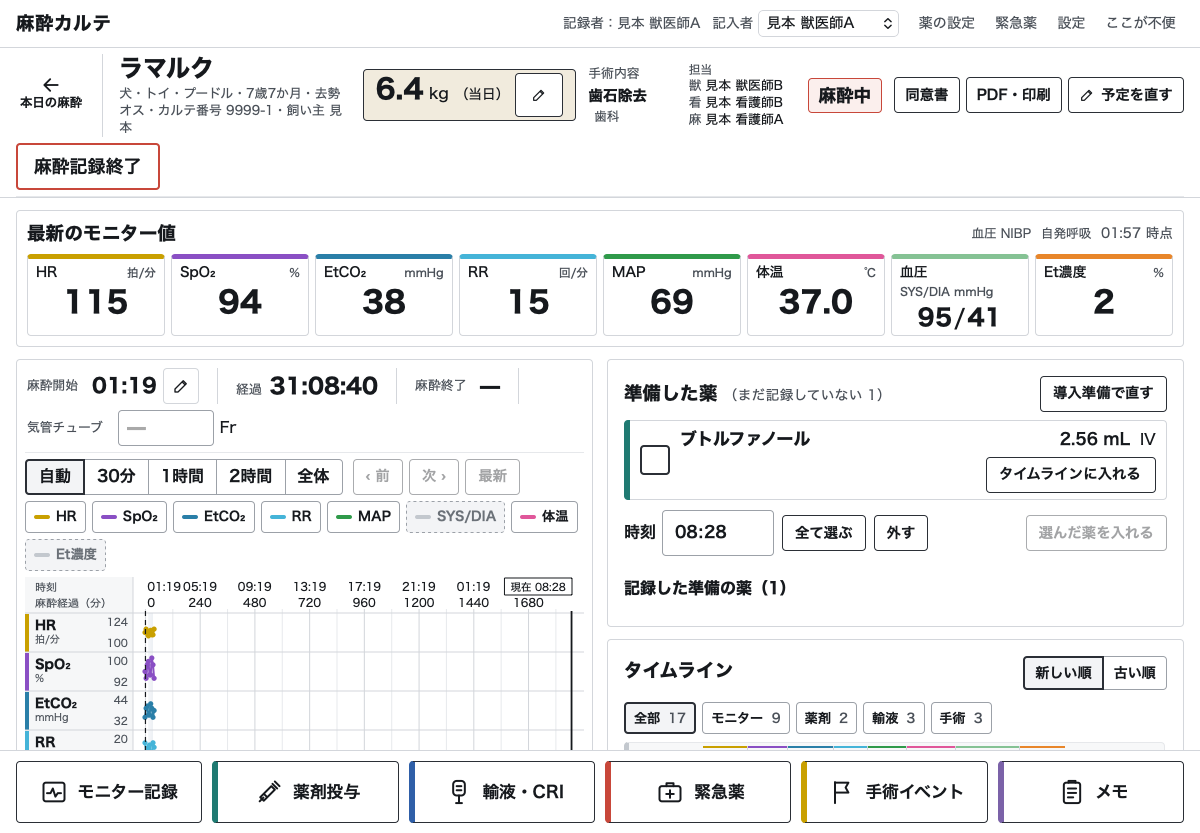 麻酔カルテ
記録者：見本 獣医師A 記入者 見本 獣医師A 薬の設定 緊急薬 設定 ここが不便
← 本日の麻酔
ラマルク
犬・トイ・プードル・7歳7か月・去勢
オス・カルテ番号 9999-1・飼い主 見
本
6.4 kg （当日）
手術内容
歯石除去
歯科
担当
獣 見本 獣医師B
看 見本 看護師B
麻 見本 看護師A
麻酔中 同意書 PDF・印刷 予定を直す
麻酔記録終了
最新のモニター値
血圧 NIBP 自発呼吸 01:57 時点
HR 拍/分
115
SpO₂ %
94
EtCO₂ mmHg
38
RR 回/分
15
MAP mmHg
69
体温 ℃
37.0
血圧
SYS/DIA mmHg
95/41
Et濃度 %
2
麻酔開始 01:19 経過 31:08:40 麻酔終了 —
気管チューブ — Fr
自動 30分 1時間 2時間 全体 ‹ 前 次 › 最新
HR SpO₂ EtCO₂ RR MAP SYS/DIA 体温
Et濃度
時刻 01:19 05:19 09:19 13:19 17:19 21:19 01:19 現在 08:28
麻酔経過（分） 0 240 480 720 960 1200 1440 1680
HR 124
拍/分 100
SpO₂ 100
% 92
EtCO₂ 44
mmHg 32
RR 20
準備した薬 （まだ記録していない 1） 導入準備で直す
ブトルファノール 2.56 mL IV
タイムラインに入れる
時刻 08:28 全て選ぶ 外す 選んだ薬を入れる
記録した準備の薬（1）
タイムライン 新しい順 古い順
全部 17 モニター 9 薬剤 2 輸液 3 手術 3
モニター記録 薬剤投与 輸液・CRI 緊急薬 手術イベント メモ